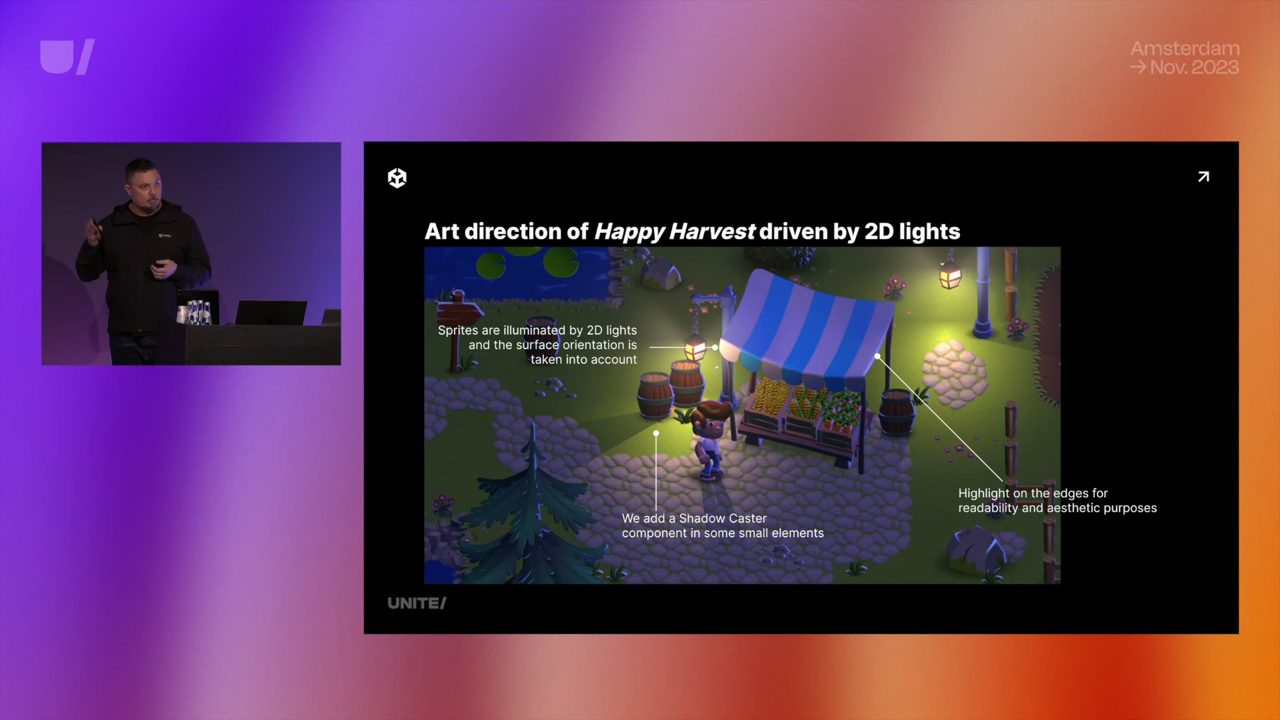 U/
Amsterdam
→ Nov. 2023
Art direction of Happy Harvest driven by 2D lights
Sprites are illuminated by 2D lights
and the surface orientation is
taken into account
We add a Shadow Caster
component in some small elements
Highlight on the edges for
readability and aesthetic purposes
UNITE/